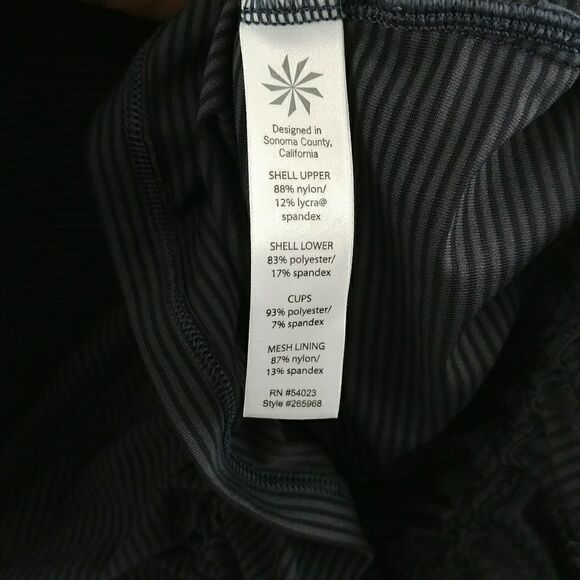 Designed in
Sonoma County,
California
SHELL UPPER
88% nylon/
12% lycra@
spandex
SHELL LOWER
83% polyester/
17% spandex
CUPS
93% polyester/
7% spandex
MESH LINING
87% nylon/
13% spandex
RN #54023
Style #265968